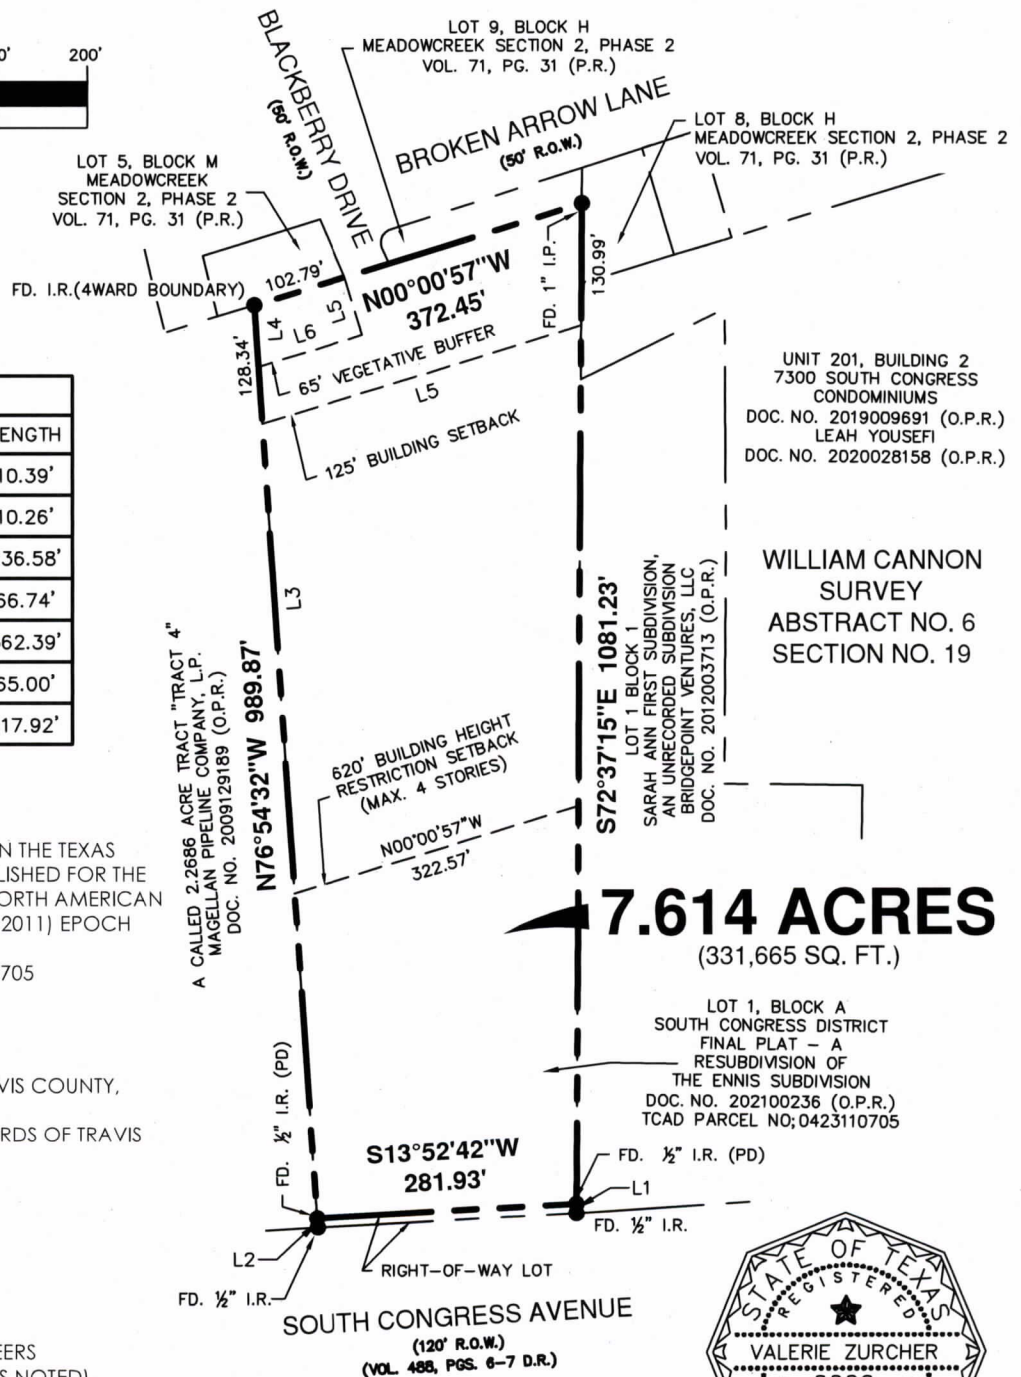 200'
LOT 9, BLOCK H
MEADOWCREEK SECTION 2, PHASE 2
VOL. 71, PG. 31 (P.R.)
BLACKBERRY DRIVE
(50' R.O.W.)
BROKEN ARROW LANE
(50' R.O.W.)
LOT 8, BLOCK H
MEADOWCREEK SECTION 2, PHASE 2
VOL. 71, PG. 31 (P.R.)
LOT 5, BLOCK M
MEADOWCREEK
SECTION 2, PHASE 2
VOL. 71, PG. 31 (P.R.)
FD. I.R.(4WARD BOUNDARY)
102.79'
N00°00'57"W
372.45'
FD. 1" I.P.
130.99'
L4
L6
L5
128.34'
65' VEGETATIVE BUFFER
L5
125' BUILDING SETBACK
UNIT 201, BUILDING 2
7300 SOUTH CONGRESS
CONDOMINIUMS
DOC. NO. 2019009691 (O.P.R.)
LEAH YOUSEFI
DOC. NO. 2020028158 (O.P.R.)
ENGTH
10.39'
10.26'
36.58'
66.74'
62.39'
65.00'
17.92'
WILLIAM CANNON
SURVEY
ABSTRACT NO. 6
SECTION NO. 19
L3
A CALLED 2.2686 ACRE TRACT "TRACT 4"
MAGELLAN PIPELINE COMPANY, L.P.
DOC. NO. 2009129189 (O.P.R.)
N76°54'32"W 989.87'
S72°37'15"E 1081.23'
LOT 1 BLOCK 1
SARAH ANN FIRST SUBDIVISION,
AN UNRECORDED SUBDIVISION
BRIDGEPOINT VENTURES, LLC
DOC. NO. 2012003713 (O.P.R.)
620' BUILDING HEIGHT
RESTRICTION SETBACK
(MAX. 4 STORIES)
N00°00'57"W
322.57'
N THE TEXAS
LISHED FOR THE
ORTH AMERICAN
2011) EPOCH
705
7.614 ACRES
(331,665 SQ. FT.)
LOT 1, BLOCK A
SOUTH CONGRESS DISTRICT
FINAL PLAT – A
RESUBDIVISION OF
THE ENNIS SUBDIVISION
DOC. NO. 202100236 (O.P.R.)
TCAD PARCEL NO;0423110705
VIS COUNTY,
RDS OF TRAVIS
FD. ½" I.R. (PD)
S13°52'42"W
281.93'
FD. ½" I.R. (PD)
L1
FD. ½" I.R.
L2
FD. ½" I.R.
RIGHT-OF-WAY LOT
SOUTH CONGRESS AVENUE
(120' R.O.W.)
(VOL. 488, PGS. 6-7 D.R.)
STATE OF TEXAS
REGISTERED
VALERIE ZURCHER
EERS
S NOTED)